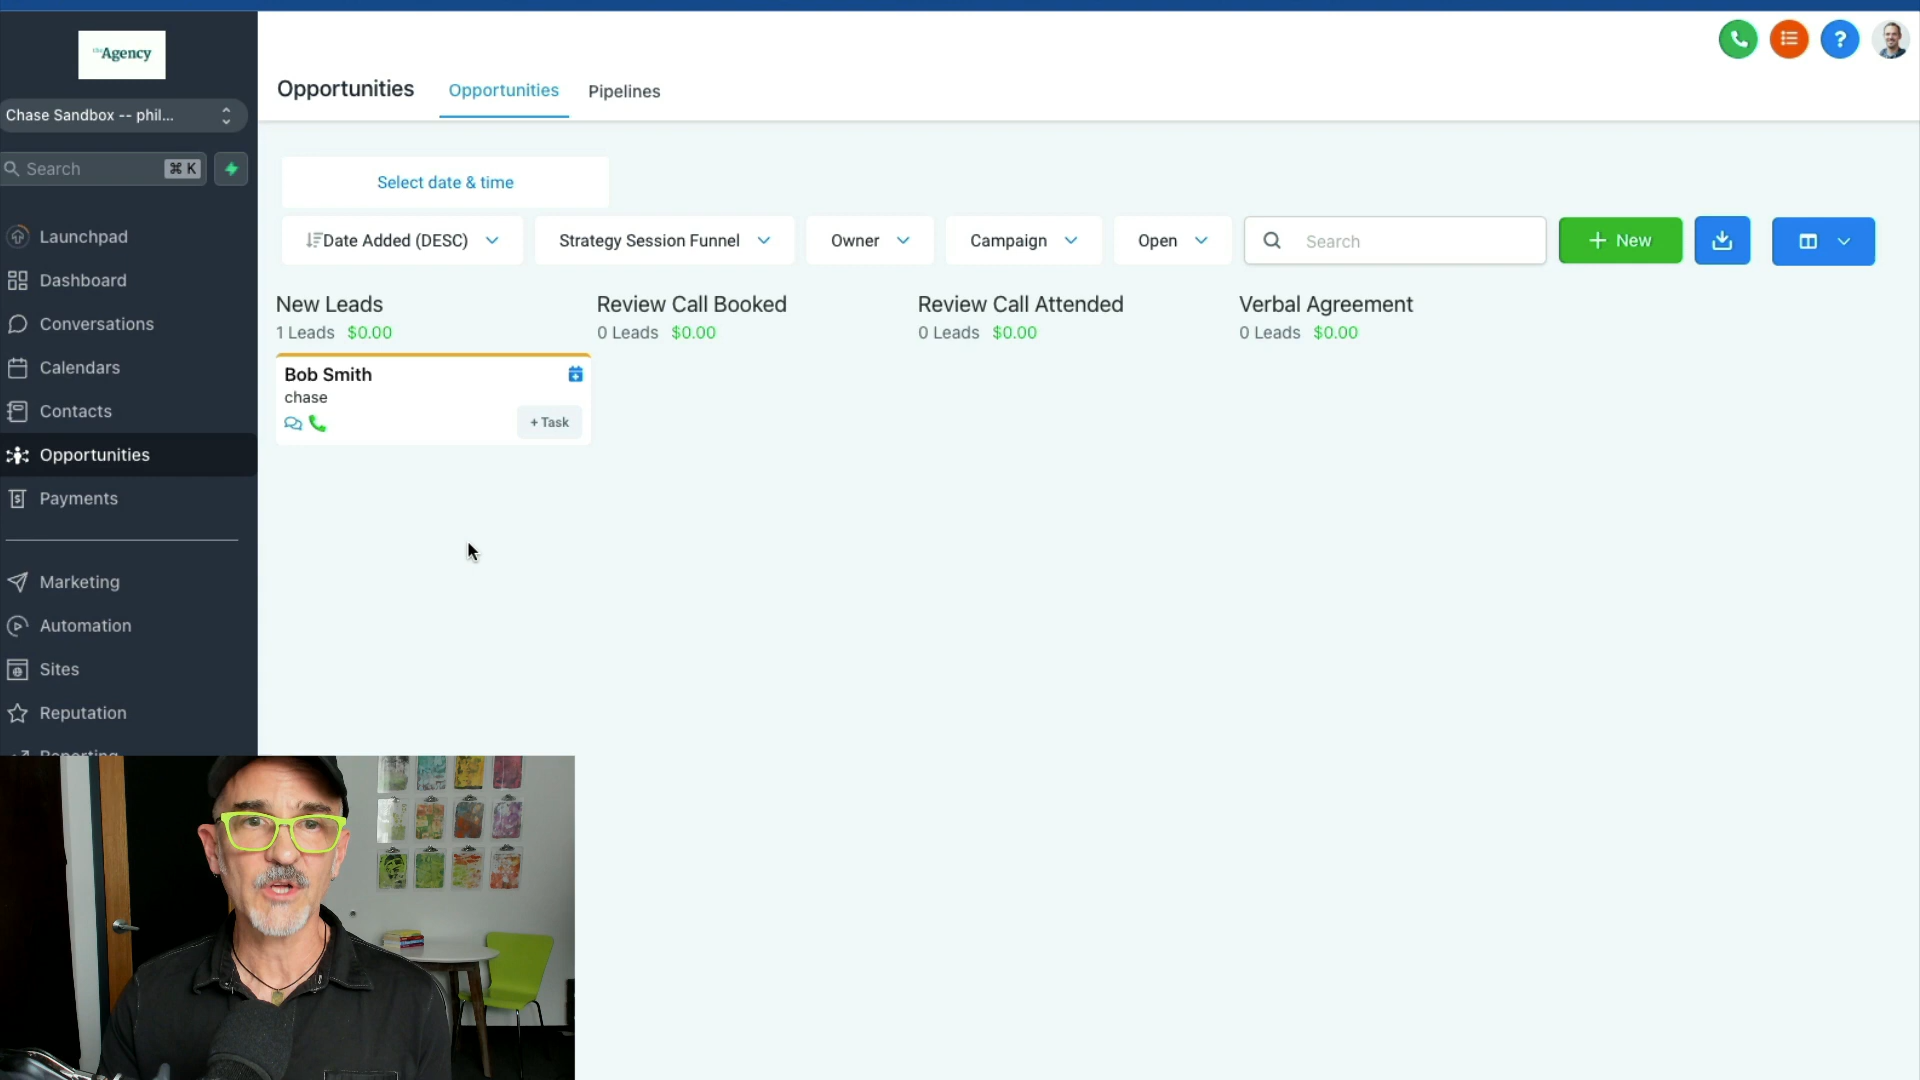 the Agency
Chase Sandbox -- phil...
Search ⌘ K
Launchpad
Dashboard
Conversations
Calendars
Contacts
Opportunities
Payments
Marketing
Automation
Sites
Reputation
Reporting
Opportunities Opportunities Pipelines
Select date & time
Date Added (DESC) Strategy Session Funnel Owner Campaign Open Search + New
New Leads
1 Leads $0.00
Review Call Booked
0 Leads $0.00
Review Call Attended
0 Leads $0.00
Verbal Agreement
0 Leads $0.00
Bob Smith
chase
+ Task